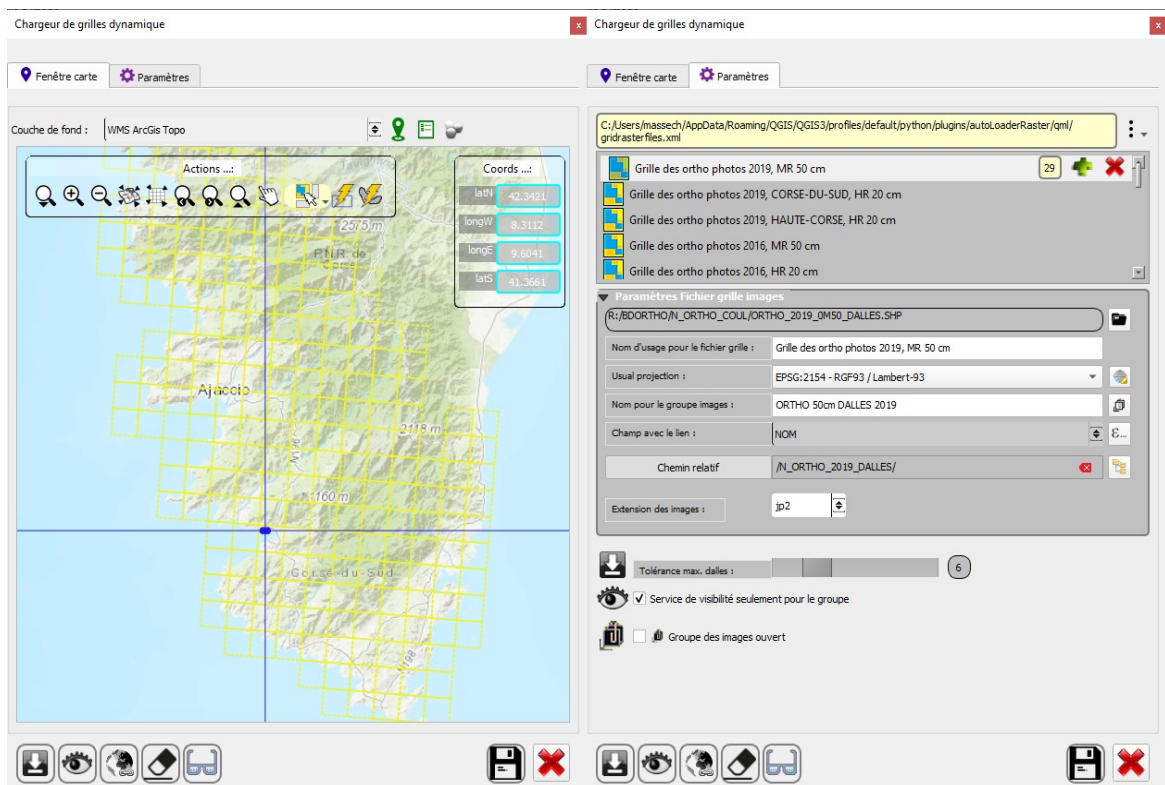 Chargeur de grilles dynamique
Fenêtre carte
Paramètres
Couche de fond :
WMS ArcGis Topo
Actions ...:
Coords ...:
latN
42.3421
longW
8.3112
longE
9.6041
latS
41.3661
2575 m
P.N.R. de
Corse
Ajaccio
2118 m
1160 m
Corse-du-Sud
N198
Chargeur de grilles dynamique
Fenêtre carte
Paramètres
C:/Users/massech/AppData/Roaming/QGIS/QGIS3/profiles/default/python/plugins/autoLoaderRaster/qml/
gridrasterfiles.xml
Grille des ortho photos 2019, MR 50 cm
29
Grille des ortho photos 2019, CORSE-DU-SUD, HR 20 cm
Grille des ortho photos 2019, HAUTE-CORSE, HR 20 cm
Grille des ortho photos 2016, MR 50 cm
Grille des ortho photos 2016, HR 20 cm
Paramètres Fichier grille images
R:/BDORTHO/N_ORTHO_COUL/ORTHO_2019_0M50_DALLES.SHP
Nom d'usage pour le fichier grille :
Grille des ortho photos 2019, MR 50 cm
Usual projection :
EPSG:2154 - RGF93 / Lambert-93
Nom pour le groupe images :
ORTHO 50cm DALLES 2019
Champ avec le lien :
NOM
ε...
Chemin relatif
/N_ORTHO_2019_DALLES/
Extension des images :
jp2
Tolérance max. dalles :
6
Service de visibilité seulement pour le groupe
Groupe des images ouvert